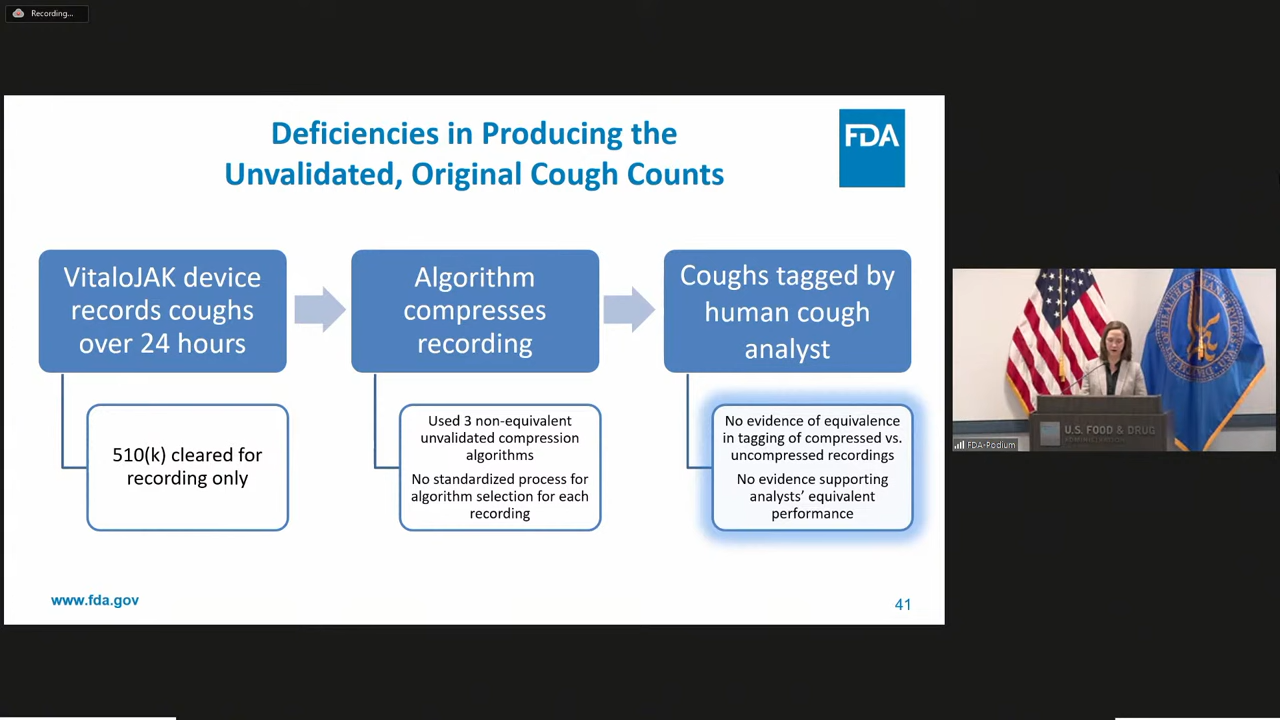 Recording...
Deficiencies in Producing the
Unvalidated, Original Cough Counts
FDA
VitaloJAK device
records coughs
over 24 hours
Algorithm
compresses
recording
Coughs tagged by
human cough
analyst
510(k) cleared for
recording only
Used 3 non-equivalent
unvalidated compression
algorithms
No standardized process for
algorithm selection for each
recording
No evidence of equivalence
in tagging of compressed vs.
uncompressed recordings
No evidence supporting
analysts' equivalent
performance
www.fda.gov
41
U.S. FOOD & DRUG
FDA-Podium